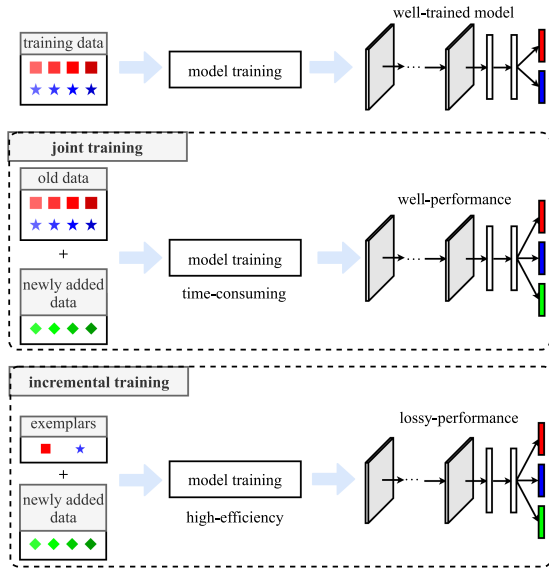 well-trained model
training data
model training
joint training
old data
well-performance
+
model training
newly added
data
time-consuming
incremental training
exemplars
lossy-performance
+
model training
newly added
data
high-efficiency